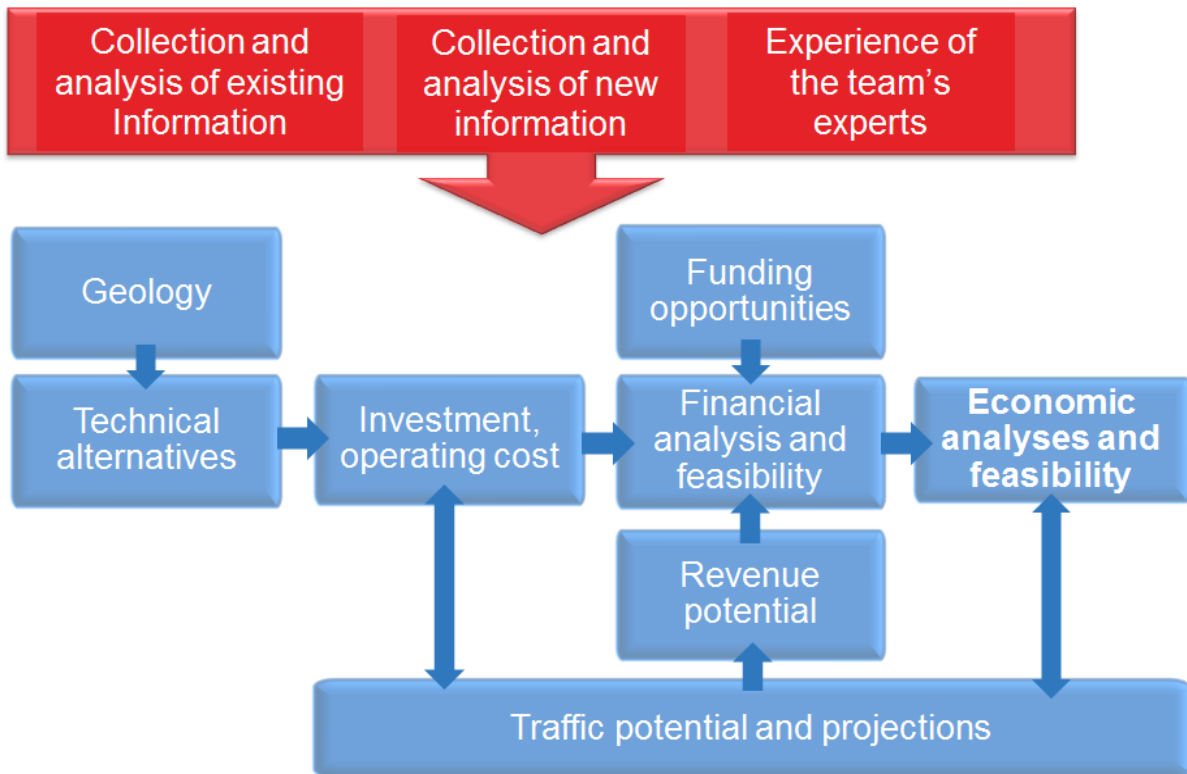 Collection and
analysis of existing
Information
Collection and
analysis of new
information
Experience of
the team’s
experts
Geology
Funding
opportunities
Technical
alternatives
Investment,
operating cost
Financial
analysis and
feasibility
Economic
analyses and
feasibility
Revenue
potential
Traffic potential and projections